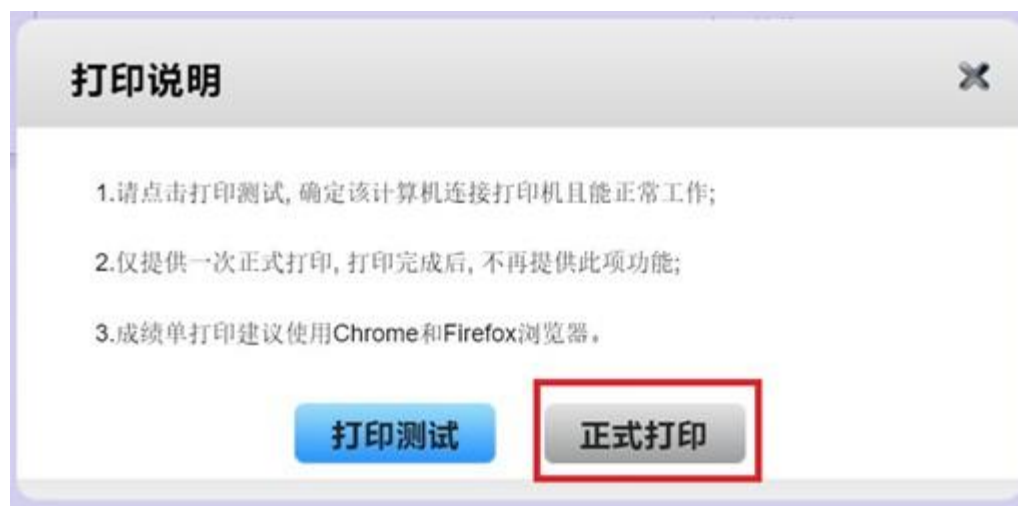 打印说明
1.请点击打印测试, 确定该计算机连接打印机且能正常工作;
2.仅提供一次正式打印, 打印完成后, 不再提供此项功能;
3.成绩单打印建议使用Chrome和Firefox浏览器。
打印测试 正式打印